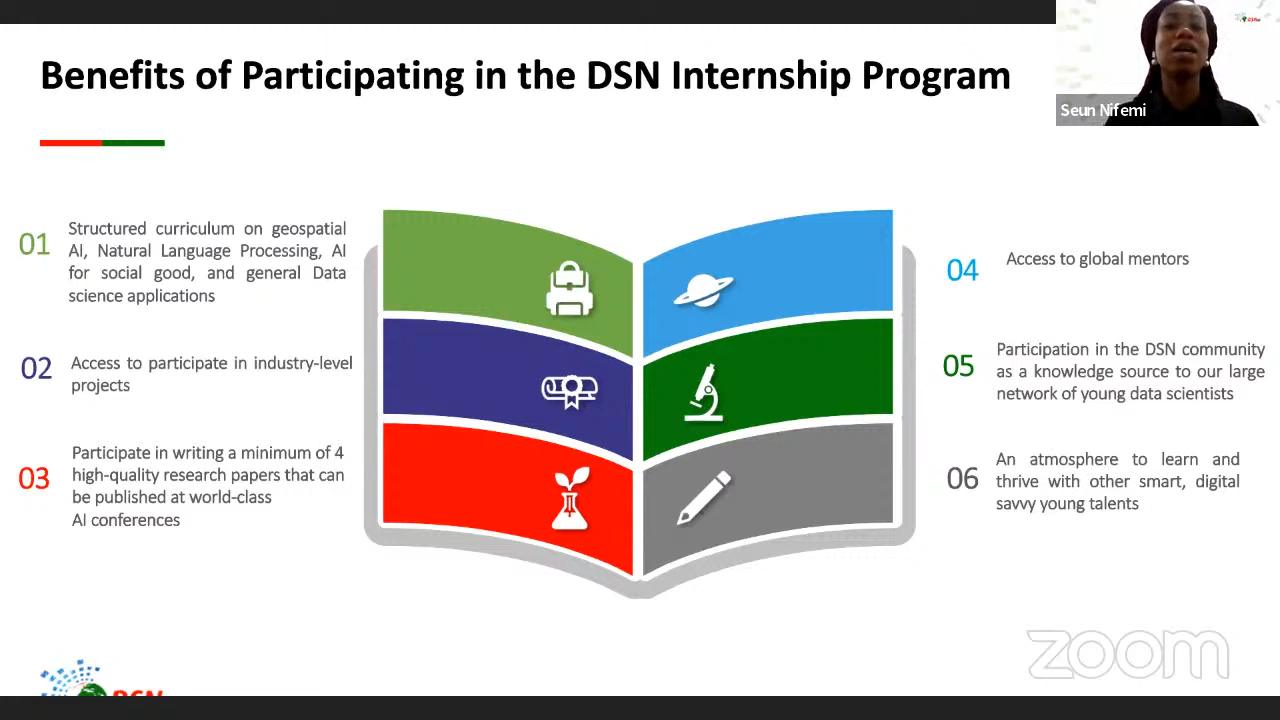 Benefits of Participating in the DSN Internship Program
Seun Nifemi
01
Structured curriculum on geospatial
AI, Natural Language Processing, AI
for social good, and general Data
science applications
02
Access to participate in industry-level
projects
03
Participate in writing a minimum of 4
high-quality research papers that can
be published at world-class
AI conferences
04
Access to global mentors
05
Participation in the DSN community
as a knowledge source to our large
network of young data scientists
06
An atmosphere to learn and
thrive with other smart, digital
savvy young talents
zoom
DSN